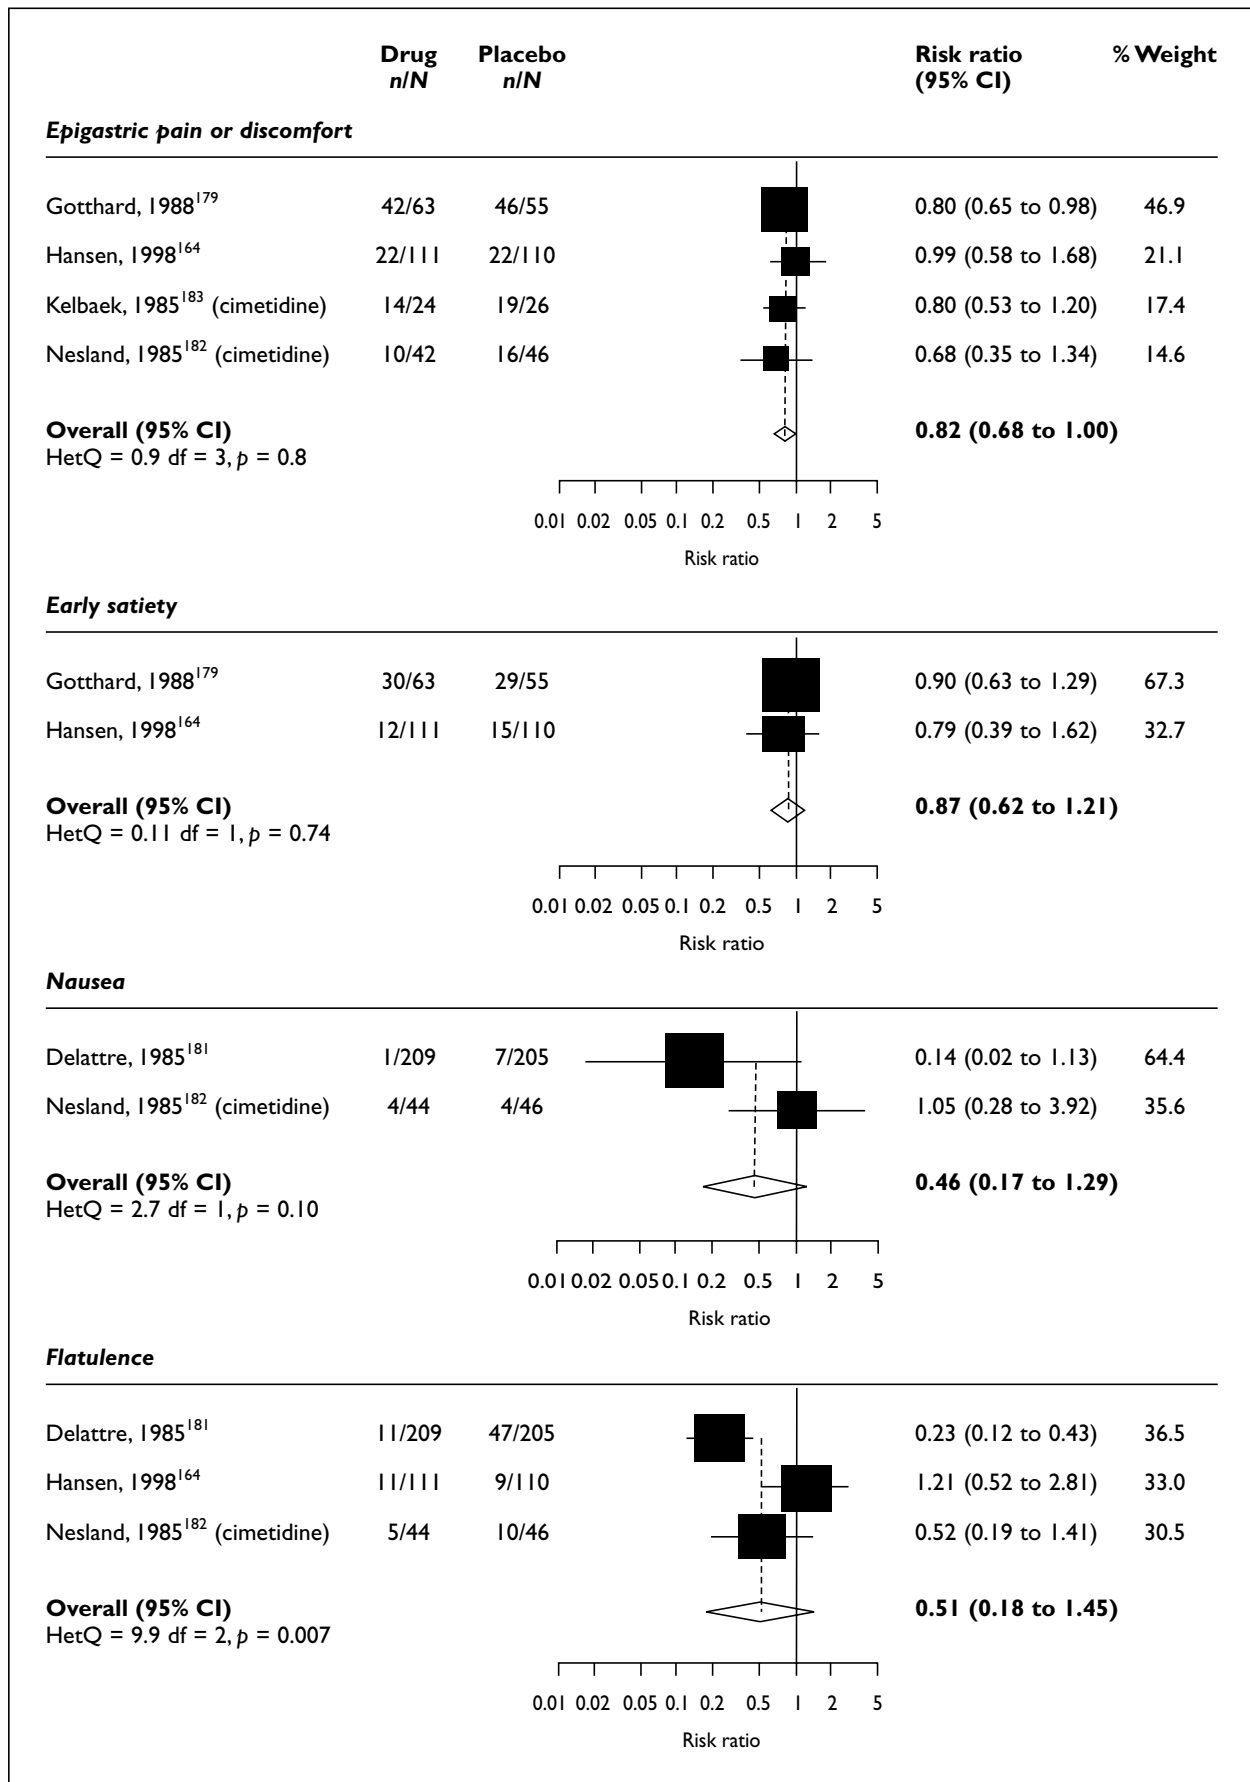 Drug Placebo Risk ratio % Weight
n/N n/N (95% CI)
Epigastric pain or discomfort
Gotthard, 1988179 42/63 46/55 0.80 (0.65 to 0.98) 46.9
Hansen, 1998164 22/111 22/110 0.99 (0.58 to 1.68) 21.1
Kelbaek, 1985183 (cimetidine) 14/24 19/26 0.80 (0.53 to 1.20) 17.4
Nesland, 1985182 (cimetidine) 10/42 16/46 0.68 (0.35 to 1.34) 14.6
Overall (95% CI) 0.82 (0.68 to 1.00)
HetQ = 0.9 df = 3, p = 0.8
0.01 0.02 0.05 0.1 0.2 0.5 1 2 5
Risk ratio
Early satiety
Gotthard, 1988179 30/63 29/55 0.90 (0.63 to 1.29) 67.3
Hansen, 1998164 12/111 15/110 0.79 (0.39 to 1.62) 32.7
Overall (95% CI) 0.87 (0.62 to 1.21)
HetQ = 0.11 df = 1, p = 0.74
0.01 0.02 0.05 0.1 0.2 0.5 1 2 5
Risk ratio
Nausea
Delattre, 1985181 1/209 7/205 0.14 (0.02 to 1.13) 64.4
Nesland, 1985182 (cimetidine) 4/44 4/46 1.05 (0.28 to 3.92) 35.6
Overall (95% CI) 0.46 (0.17 to 1.29)
HetQ = 2.7 df = 1, p = 0.10
0.01 0.02 0.05 0.1 0.2 0.5 1 2 5
Risk ratio
Flatulence
Delattre, 1985181 11/209 47/205 0.23 (0.12 to 0.43) 36.5
Hansen, 1998164 11/111 9/110 1.21 (0.52 to 2.81) 33.0
Nesland, 1985182 (cimetidine) 5/44 10/46 0.52 (0.19 to 1.41) 30.5
Overall (95% CI) 0.51 (0.18 to 1.45)
HetQ = 9.9 df = 2, p = 0.007
0.01 0.02 0.05 0.1 0.2 0.5 1 2 5
Risk ratio